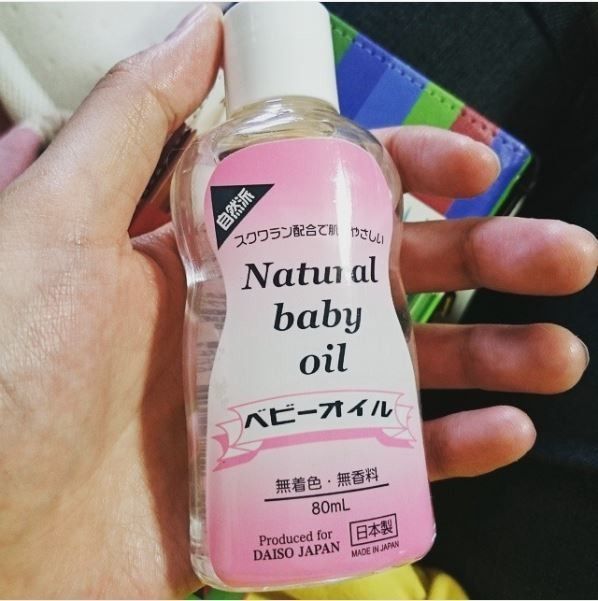 自然派
スクワラン配合で肌にやさしい
Natural
baby
oil
ベビーオイル
無着色・無香料
80mL
Produced for
DAISO JAPAN
日本製
MADE IN JAPAN